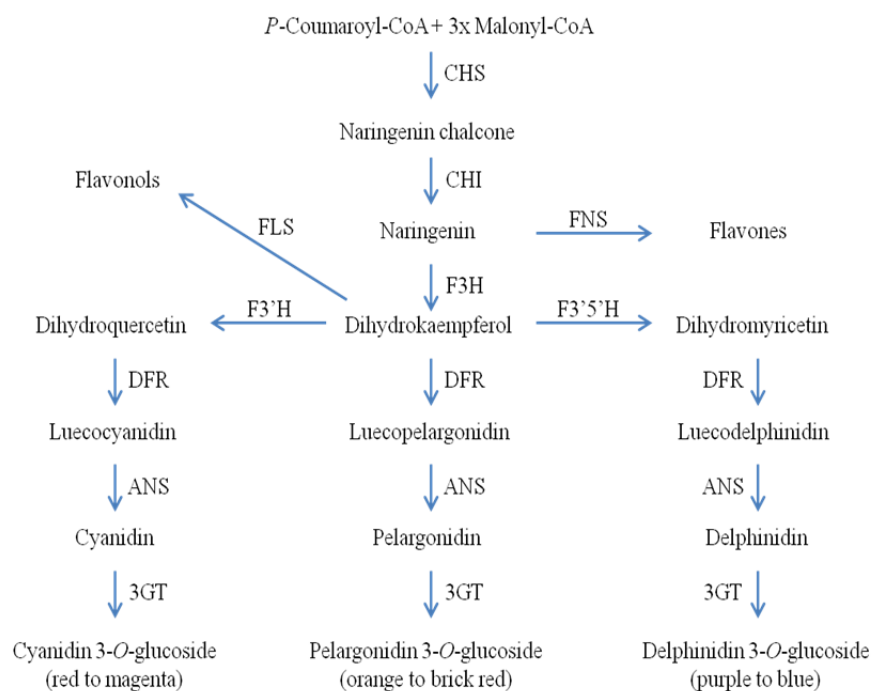 P-Coumaroyl-CoA + 3x Malonyl-CoA
CHS
Naringenin chalcone
CHI
Flavonols
FLS
Naringenin
FNS
Flavones
F3H
Dihydroquercetin
F3'H
Dihydrokaempferol
F3'5'H
Dihydromyricetin
DFR
DFR
DFR
Luecocyanidin
Luecopelargonidin
Luecodelphinidin
ANS
ANS
ANS
Cyanidin
Pelargonidin
Delphinidin
3GT
3GT
3GT
Cyanidin 3-O-glucoside
(red to magenta)
Pelargonidin 3-O-glucoside
(orange to brick red)
Delphinidin 3-O-glucoside
(purple to blue)